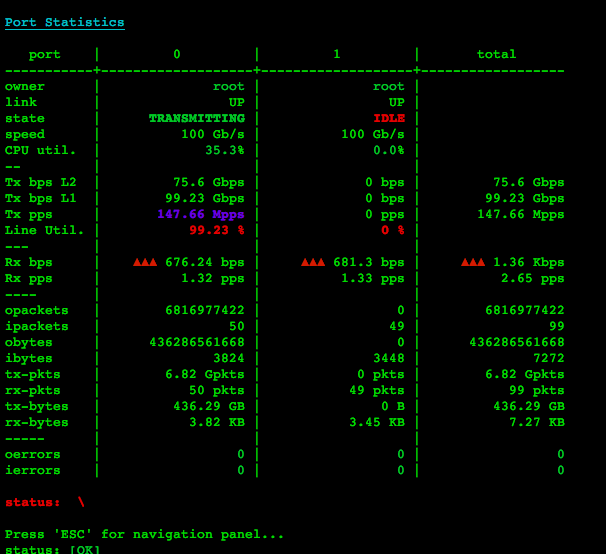 Port Statistics
port | 0 | 1 | total
------------+--------------------+--------------------+------------------
owner | root | root |
link | UP | UP |
state | TRANSMITTING | IDLE |
speed | 100 Gb/s | 100 Gb/s |
CPU util. | 35.3% | 0.0% |
-- | | |
Tx bps L2 | 75.6 Gbps | 0 bps | 75.6 Gbps
Tx bps L1 | 99.23 Gbps | 0 bps | 99.23 Gbps
Tx pps | 147.66 Mpps | 0 pps | 147.66 Mpps
Line Util. | 99.23 % | 0 % |
--- | | |
Rx bps | ▲▲▲ 676.24 bps | ▲▲▲ 681.3 bps | ▲▲▲ 1.36 Kbps
Rx pps | 1.32 pps | 1.33 pps | 2.65 pps
---- | | |
opackets | 6816977422 | 0 | 6816977422
ipackets | 50 | 49 | 99
obytes | 436286561668 | 0 | 436286561668
ibytes | 3824 | 3448 | 7272
tx-pkts | 6.82 Gpkts | 0 pkts | 6.82 Gpkts
rx-pkts | 50 pkts | 49 pkts | 99 pkts
tx-bytes | 436.29 GB | 0 B | 436.29 GB
rx-bytes | 3.82 KB | 3.45 KB | 7.27 KB
----- | | |
oerrors | 0 | 0 | 0
ierrors | 0 | 0 | 0
status: \
Press 'ESC' for navigation panel...
status: [OK]